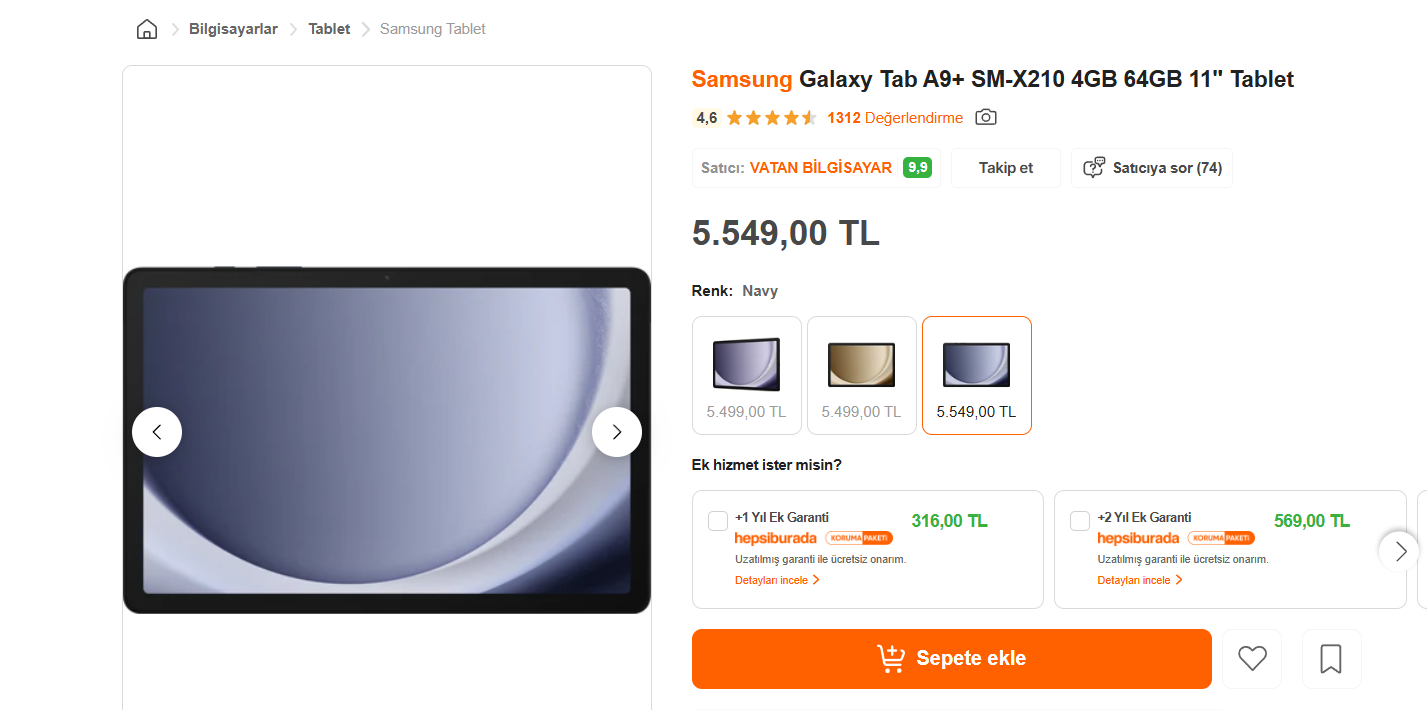 Bilgisayarlar Tablet Samsung Tablet
Samsung Galaxy Tab A9+ SM-X210 4GB 64GB 11" Tablet
4,6 1312 Değerlendirme
Satıcı: VATAN BİLGİSAYAR 9,9 Takip et Satıcıya sor (74)
5.549,00 TL
Renk: Navy
5.499,00 TL 5.499,00 TL 5.549,00 TL
Ek hizmet ister misin?
+1 Yıl Ek Garanti 316,00 TL
hepsiburada KORUMA PAKETİ
Uzatılmış garanti ile ücretsiz onarım.
Detayları incele
+2 Yıl Ek Garanti 569,00 TL
hepsiburada KORUMA PAKETİ
Uzatılmış garanti ile ücretsiz onarım.
Detayları incele
Sepete ekle